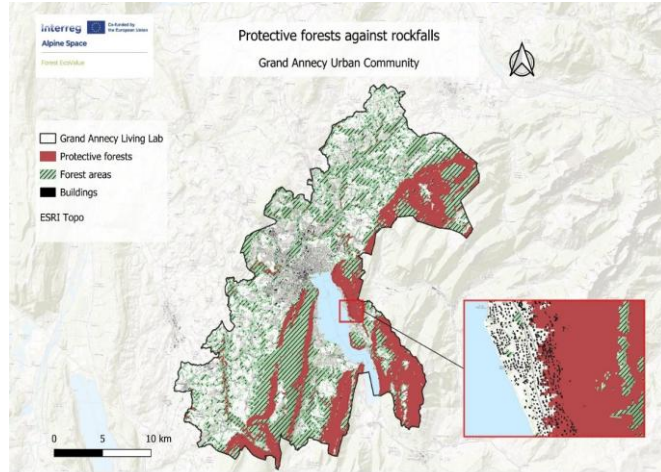 Interreg
Co-funded by
the European Union
Alpine Space
Forest EcoValue
Protective forests against rockfalls
Grand Annecy Urban Community
Grand Annecy Living Lab
Protective forests
Forest areas
Buildings
ESRI Topo
0 5 10 km